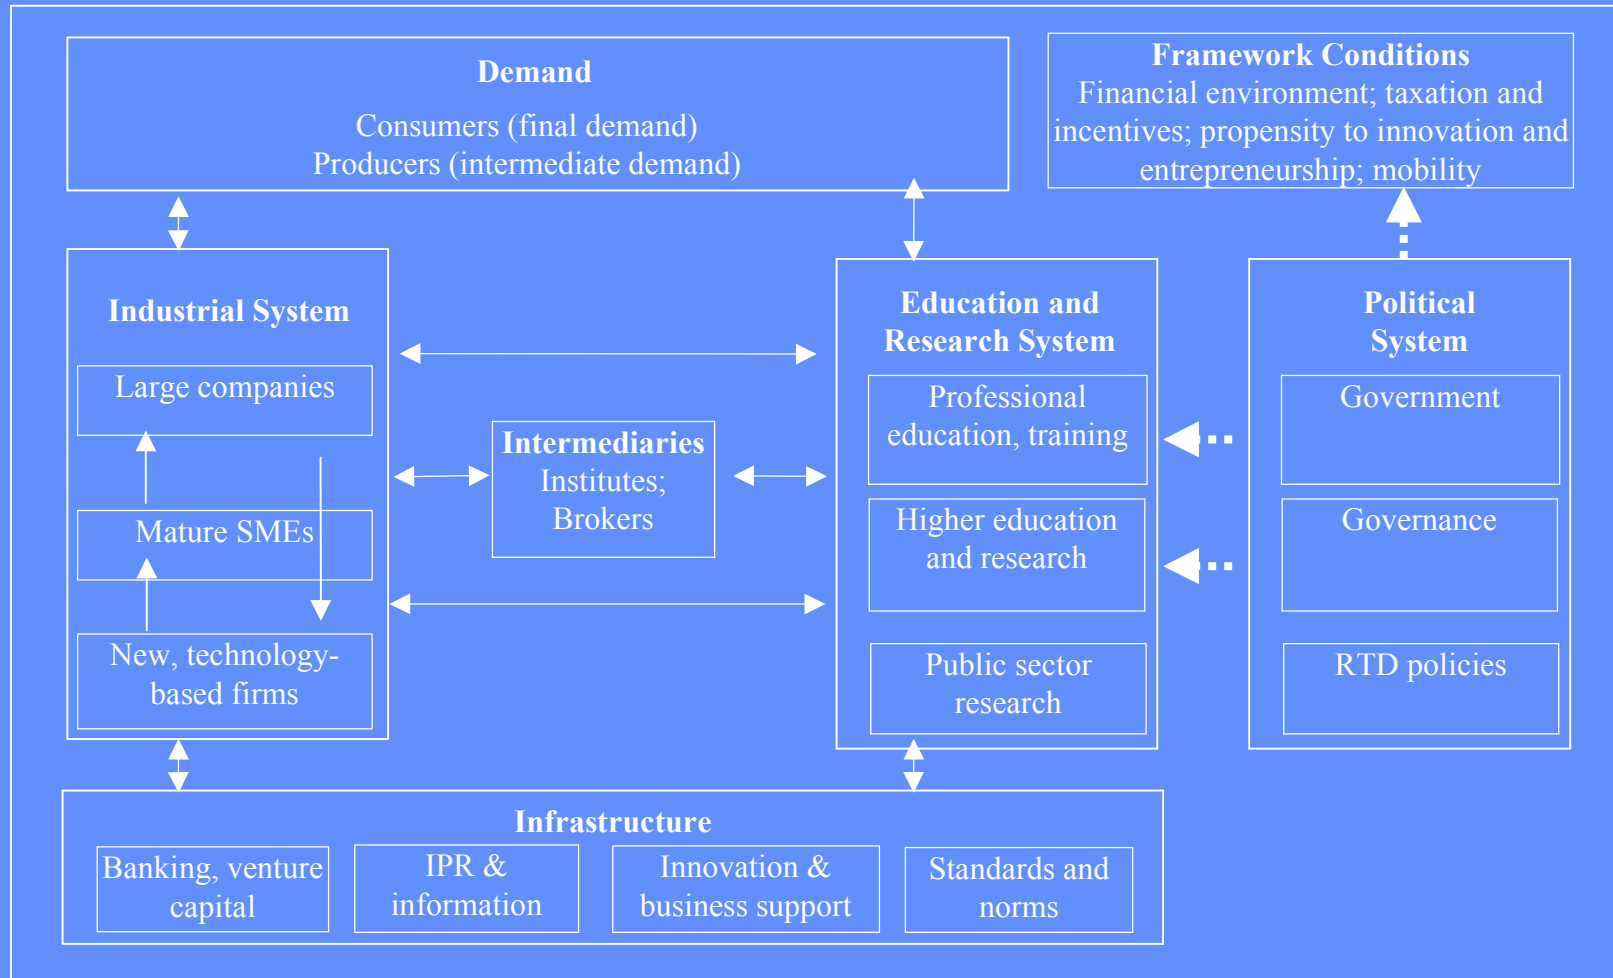 Demand
Consumers (final demand)
Producers (intermediate demand)
Framework Conditions
Financial environment; taxation and
incentives; propensity to innovation and
entrepreneurship; mobility
Industrial System
Large companies
Mature SMEs
New, technology-
based firms
Intermediaries
Institutes;
Brokers
Education and
Research System
Professional
education, training
Higher education
and research
Public sector
research
Political
System
Government
Governance
RTD policies
Infrastructure
Banking, venture
capital
IPR &
information
Innovation &
business support
Standards and
norms